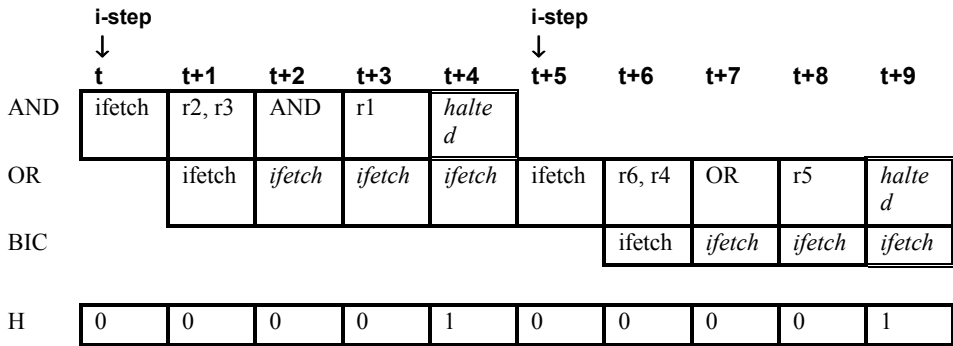 i-step i-step
↓ ↓
t t+1 t+2 t+3 t+4 t+5 t+6 t+7 t+8 t+9
AND ifetch r2, r3 AND r1 halte
d
OR ifetch ifetch ifetch ifetch ifetch r6, r4 OR r5 halte
d
BIC ifetch ifetch ifetch ifetch
H 0 0 0 0 1 0 0 0 0 1